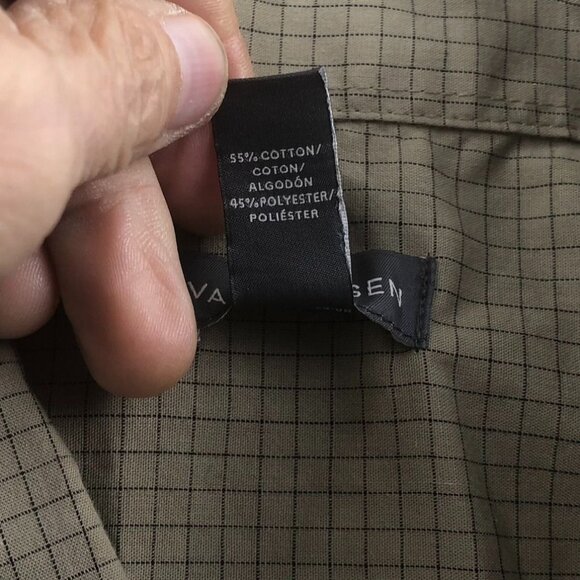 55% COTTON/
COTON/
ALGODÓN
45%POLYESTER/
POLIÉSTER
VA SEN